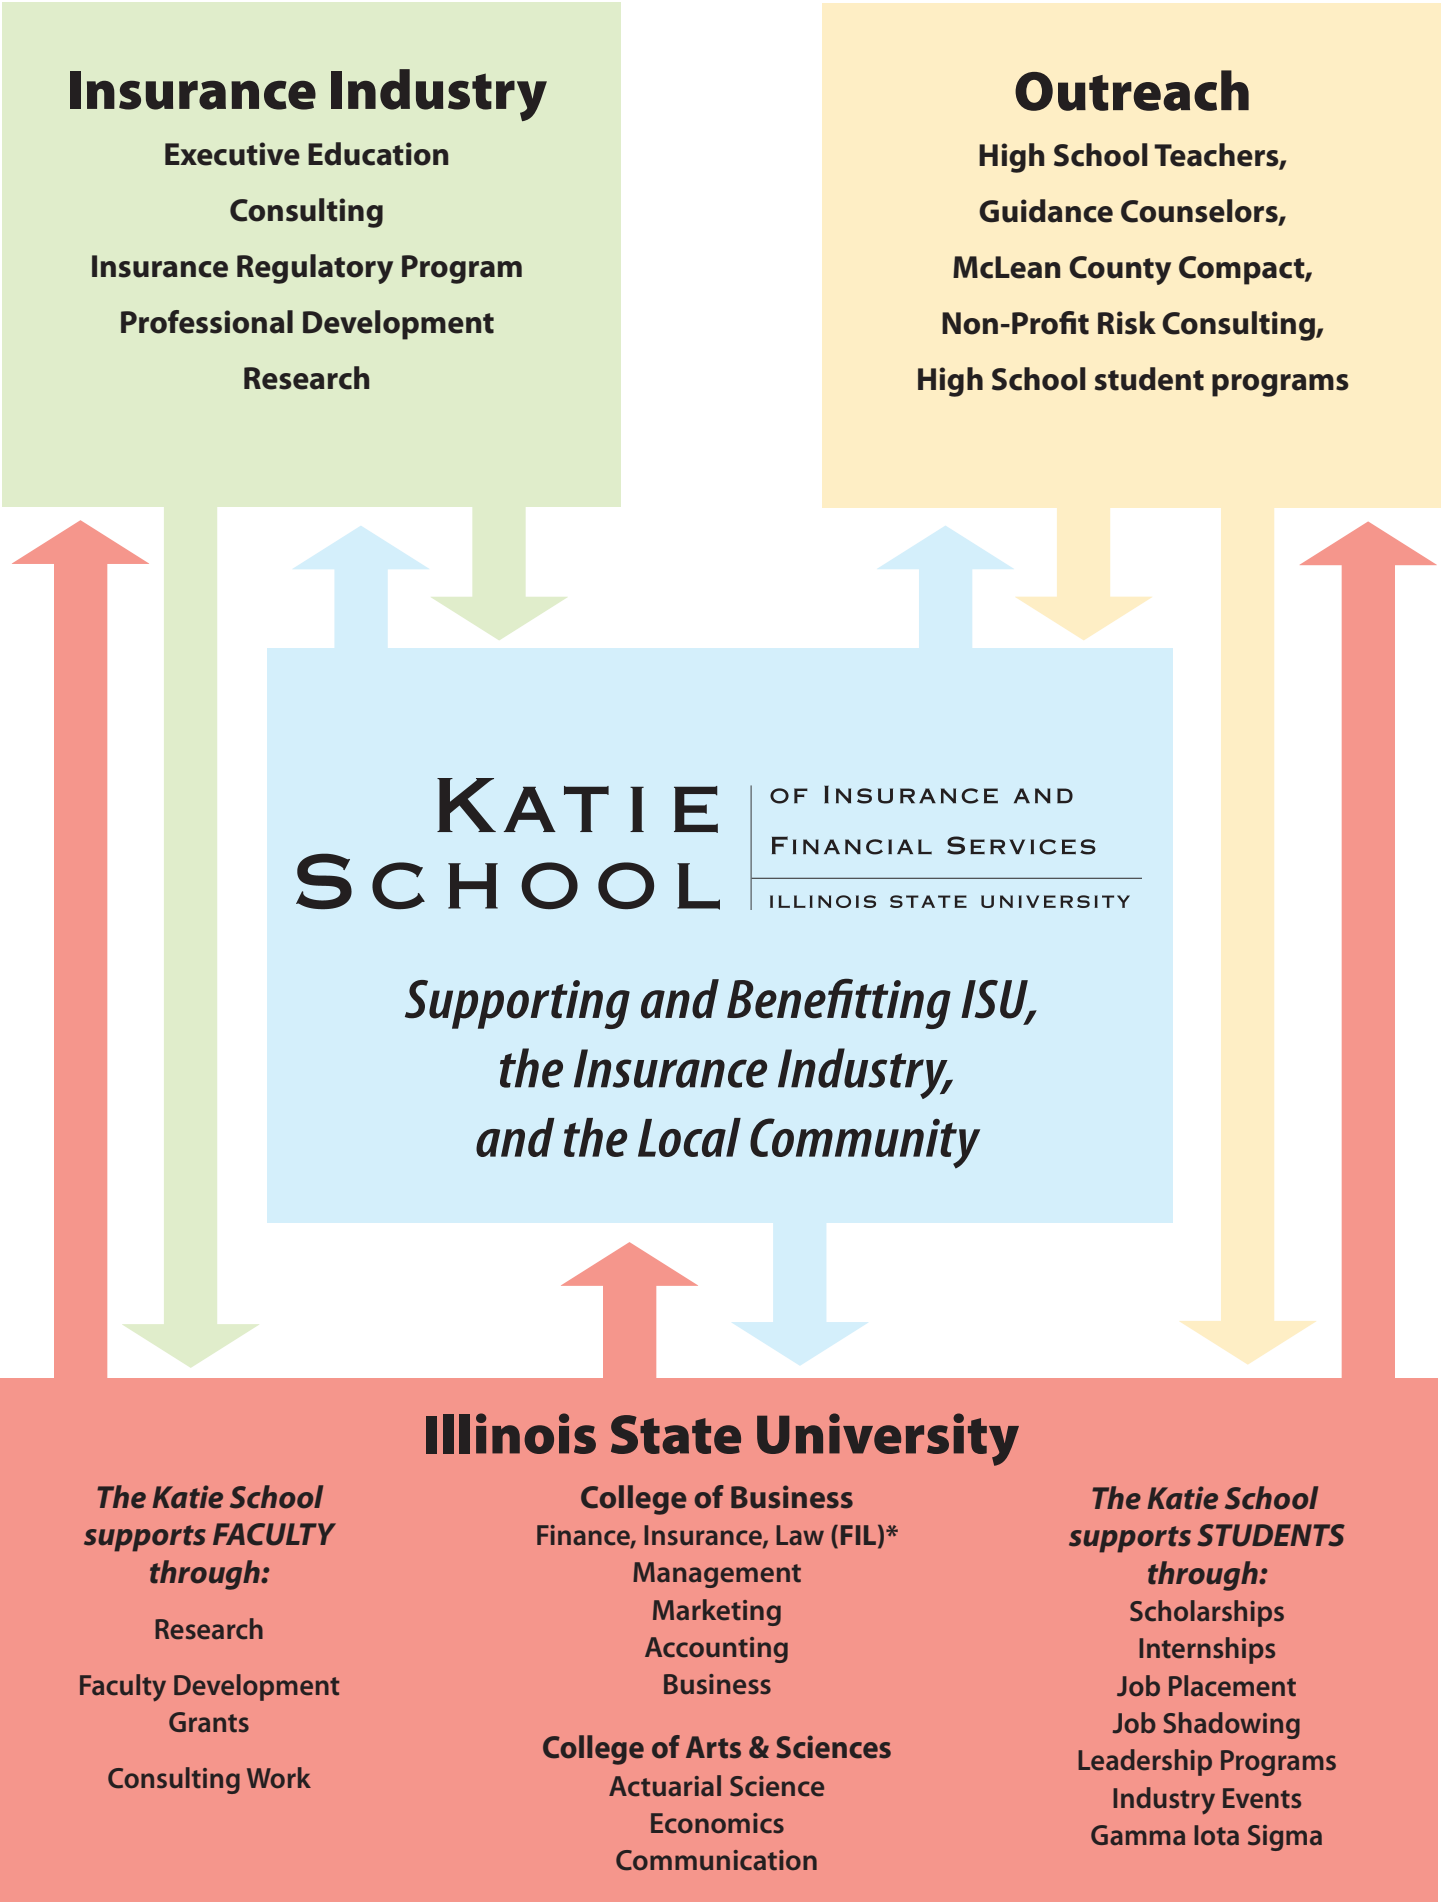 Insurance Industry
Executive Education
Consulting
Insurance Regulatory Program
Professional Development
Research
Outreach
High School Teachers,
Guidance Counselors,
McLean County Compact,
Non-Profit Risk Consulting,
High School student programs
KATIE
SCHOOL
OF INSURANCE AND
FINANCIAL SERVICES
ILLINOIS STATE UNIVERSITY
Supporting and Benefitting ISU,
the Insurance Industry,
and the Local Community
Illinois State University
The Katie School
supports FACULTY
through:
Research
Faculty Development
Grants
Consulting Work
College of Business
Finance, Insurance, Law (FIL)*
Management
Marketing
Accounting
Business
College of Arts & Sciences
Actuarial Science
Economics
Communication
The Katie School
supports STUDENTS
through:
Scholarships
Internships
Job Placement
Job Shadowing
Leadership Programs
Industry Events
Gamma Iota Sigma